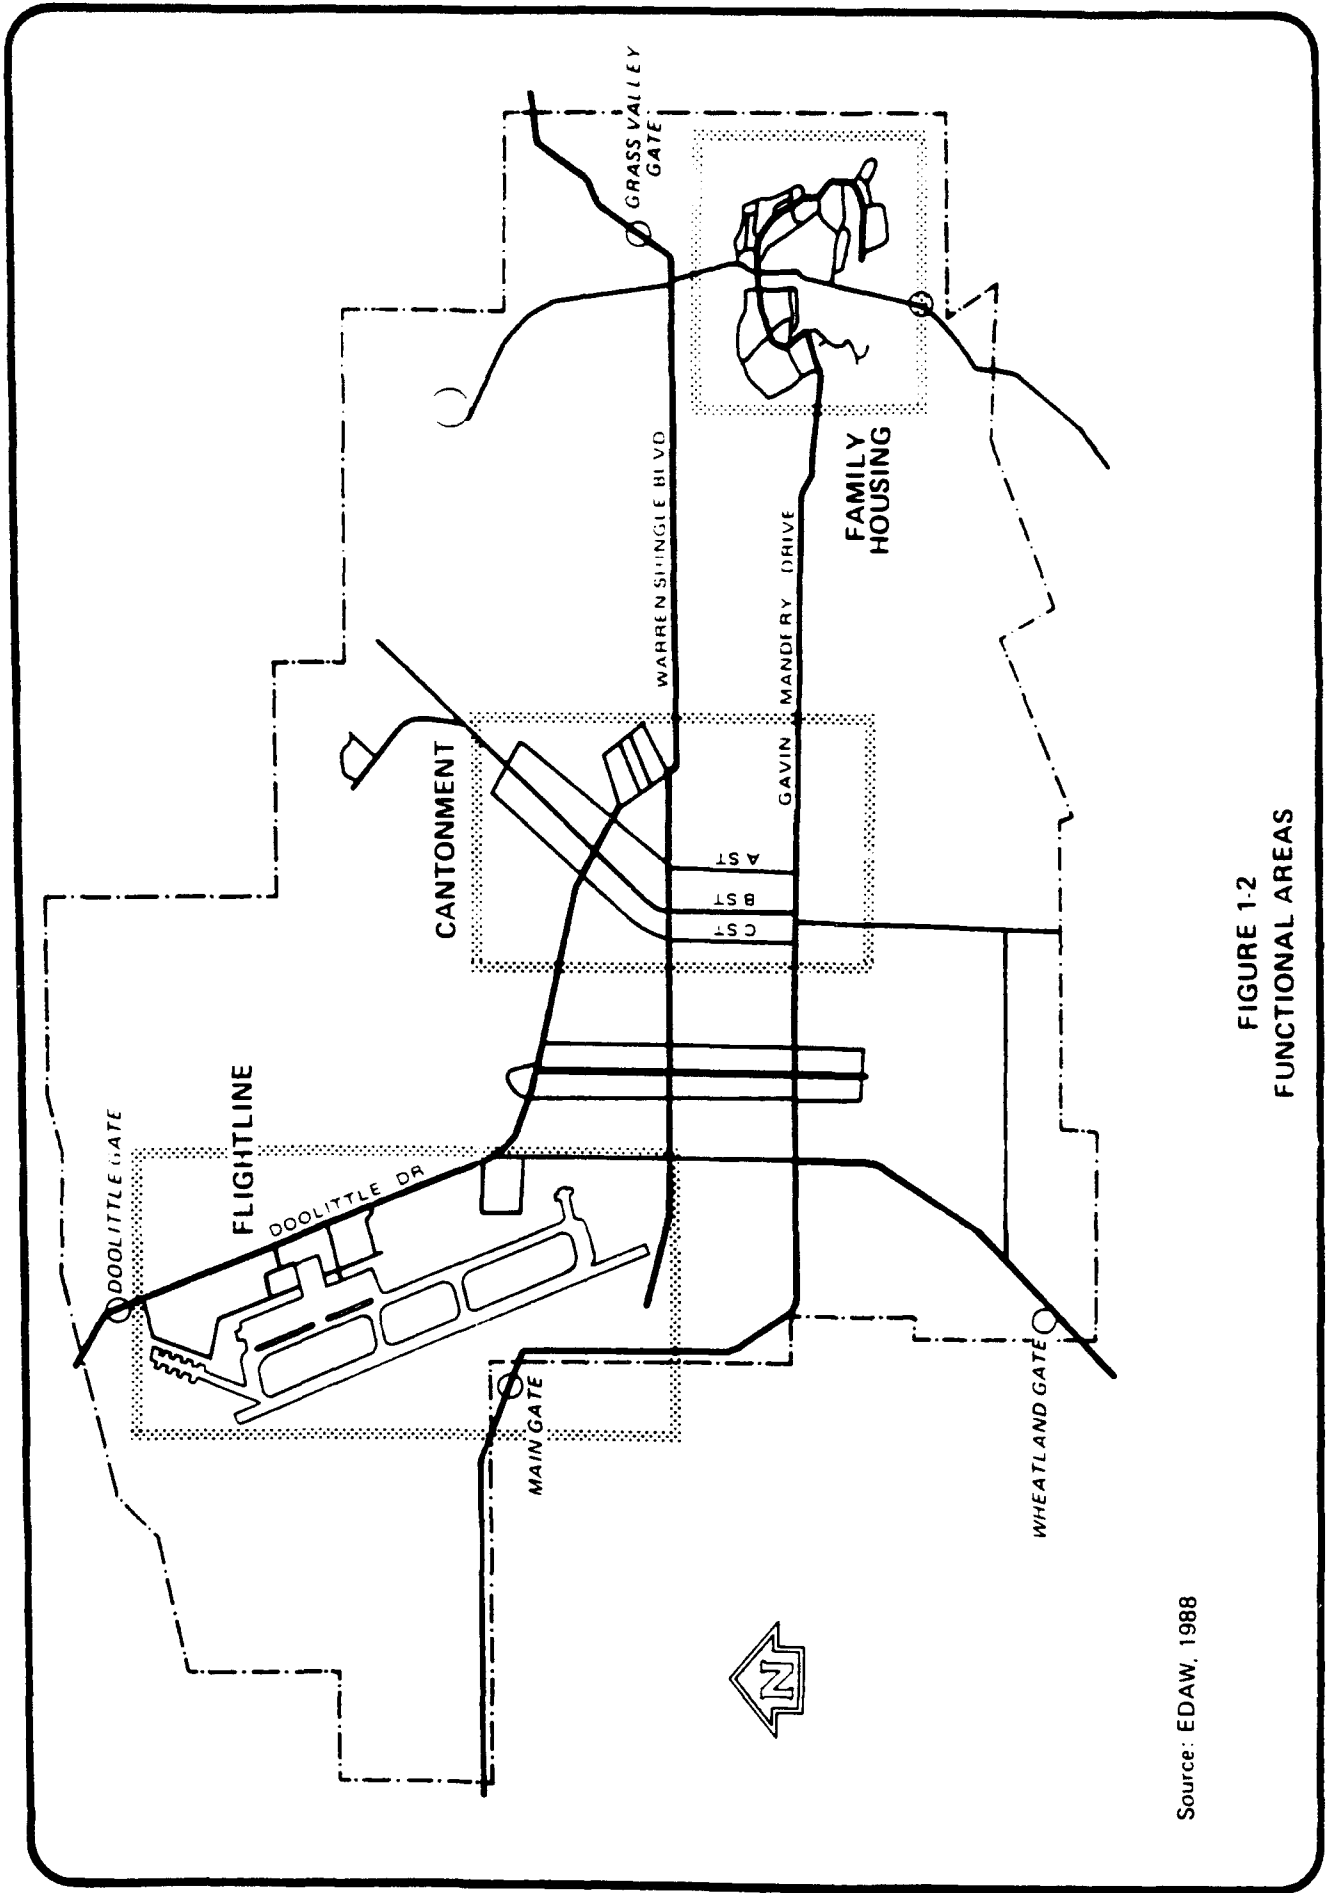 DOOLITTLE GATE
FLIGHTLINE
DOOLITTLE DR
MAIN GATE
CANTONMENT
C ST
B ST
A ST
WARREN SHINGLE BLVD
GAVIN MANDERY DRIVE
GRASS VALLEY
GATE
FAMILY
HOUSING
WHEATLAND GATE
N
Source: EDAW, 1988
FIGURE 1-2
FUNCTIONAL AREAS